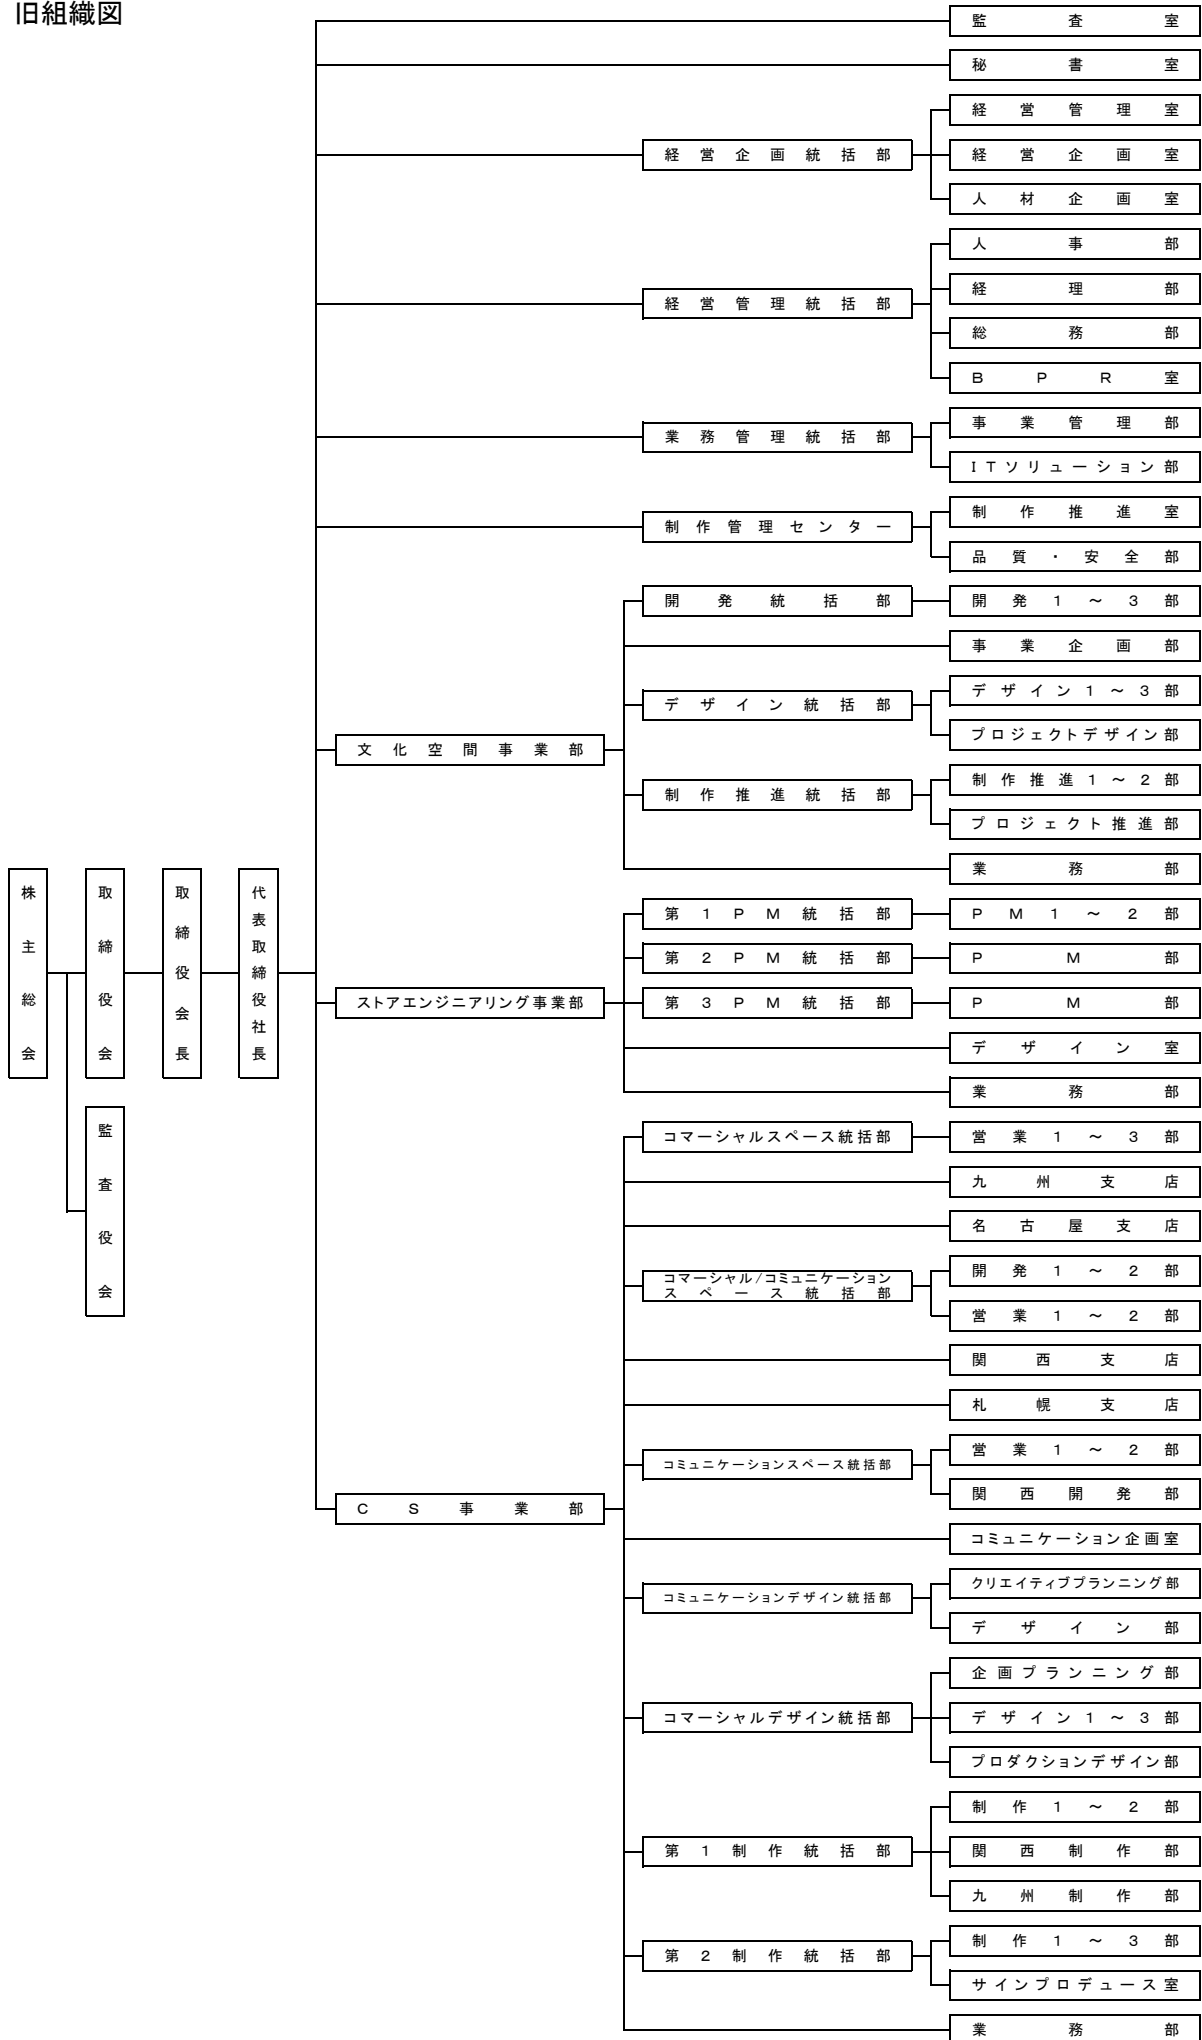 旧組織図
監査室
秘書室
経営管理室
経営企画統括部
経営企画室
人材企画室
人事部
経理部
経営管理統括部
総務部
BPR室
事業管理部
業務管理統括部
ITソリューション部
制作推進室
制作管理センター
品質・安全部
開発統括部
開発1～3部
事業企画部
デザイン1～3部
デザイン統括部
プロジェクトデザイン部
文化空間事業部
制作推進1～2部
制作推進統括部
プロジェクト推進部
業務部
株主総会
取締役会
取締役会長
代表取締役社長
監査役会
第1PM統括部
PM1～2部
第2PM統括部
PM部
ストアエンジニアリング事業部
第3PM統括部
PM部
デザイン室
業務部
コマーシャルスペース統括部
営業1～3部
九州支店
名古屋支店
コマーシャル/コミュニケーション
スペース統括部
開発1～2部
営業1～2部
関西支店
札幌支店
コミュニケーションスペース統括部
営業1～2部
関西開発部
CS事業部
コミュニケーション企画室
コミュニケーションデザイン統括部
クリエイティブプランニング部
デザイン部
企画プランニング部
コマーシャルデザイン統括部
デザイン1～3部
プロダクションデザイン部
制作1～2部
第1制作統括部
関西制作部
九州制作部
制作1～3部
第2制作統括部
サインプロデュース室
業務部